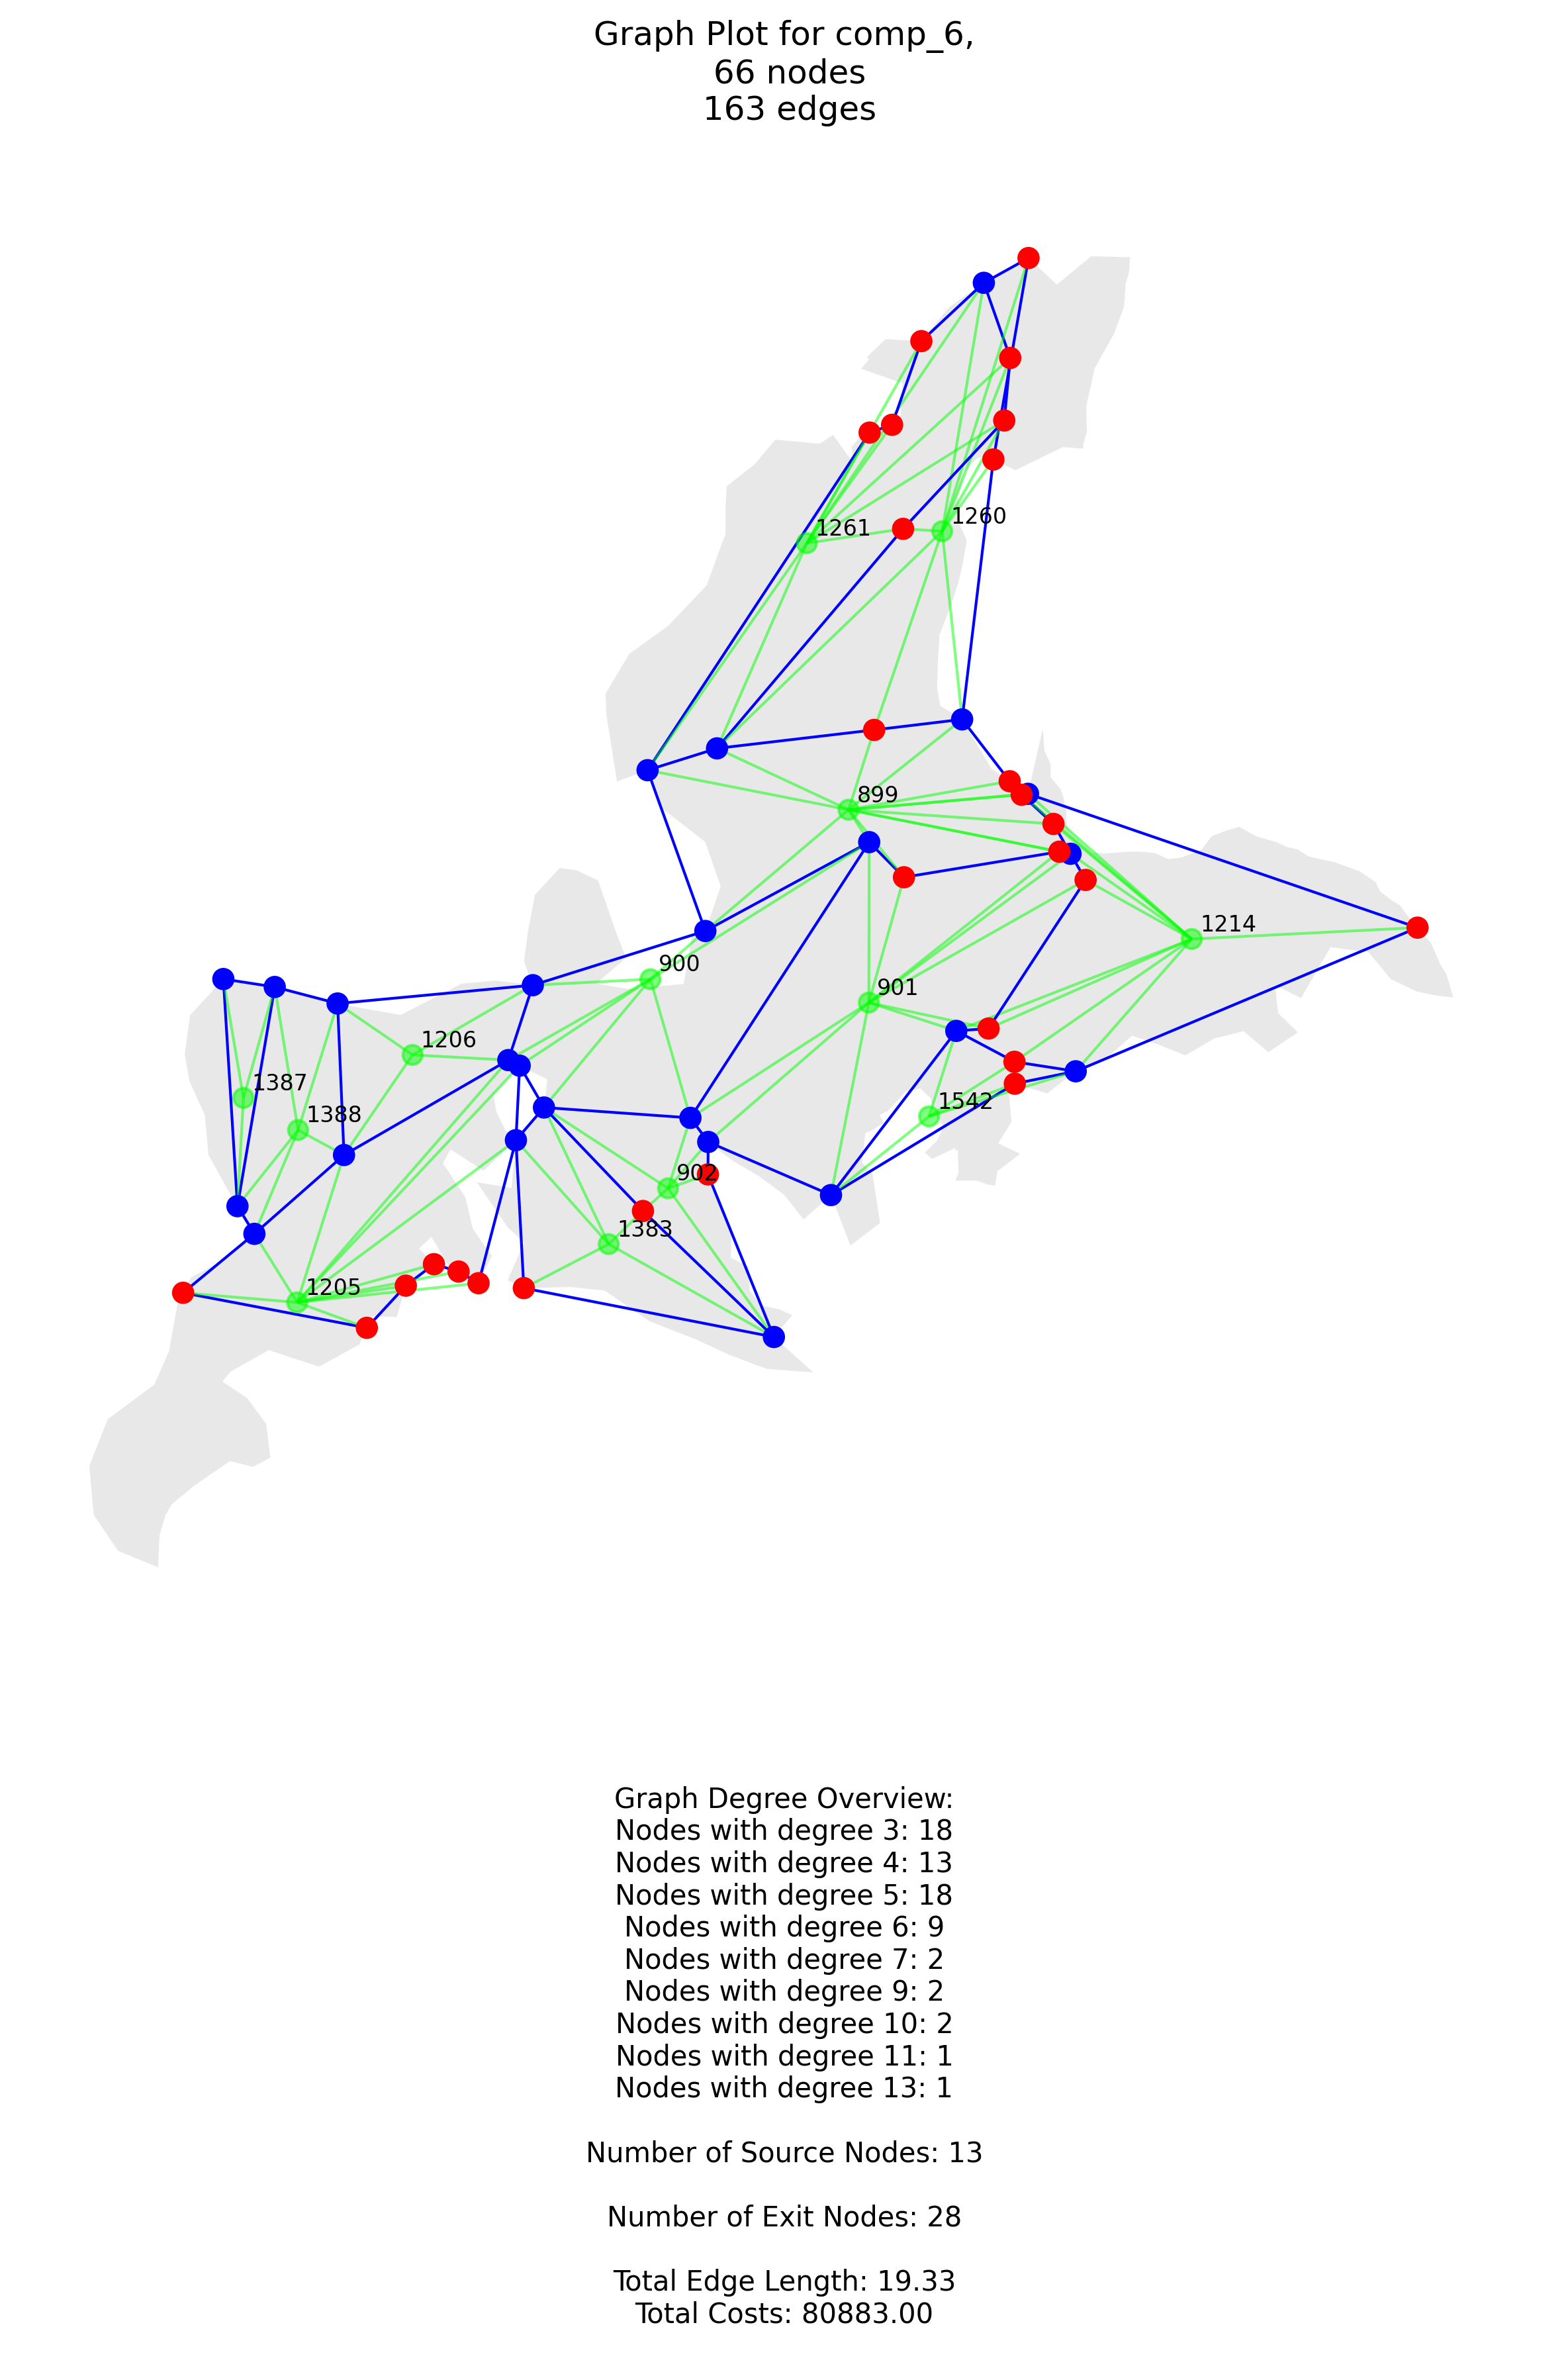 Graph Plot for comp_6,
66 nodes
163 edges
1261
1260
899
1214
900
901
1206
1387
1388
1542
902
1383
1205
Graph Degree Overview:
Nodes with degree 3: 18
Nodes with degree 4: 13
Nodes with degree 5: 18
Nodes with degree 6: 9
Nodes with degree 7: 2
Nodes with degree 9: 2
Nodes with degree 10: 2
Nodes with degree 11: 1
Nodes with degree 13: 1
Number of Source Nodes: 13
Number of Exit Nodes: 28
Total Edge Length: 19.33
Total Costs: 80883.00